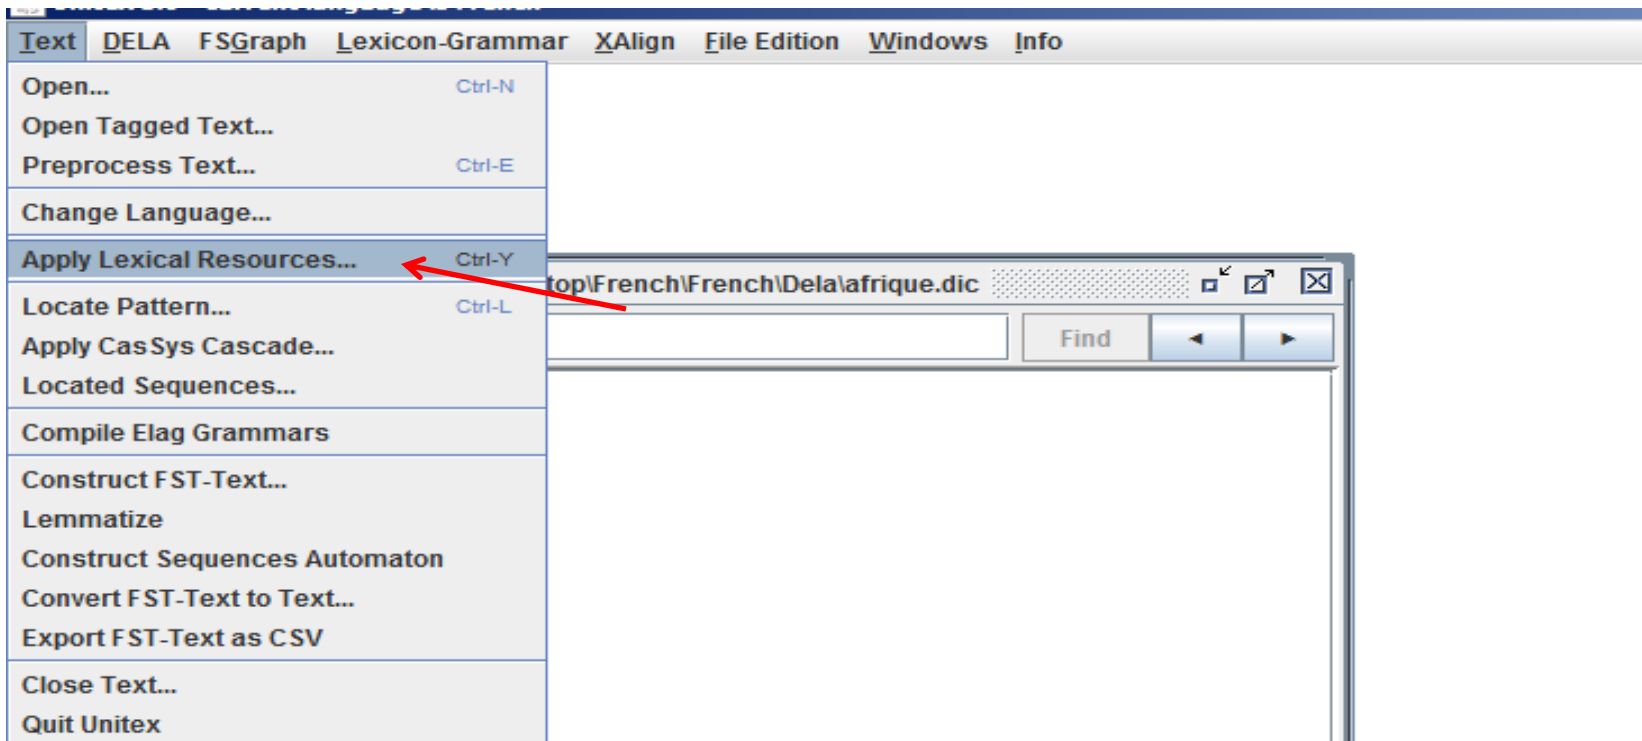 Text DELA FSGraph Lexicon-Grammar XAlign File Edition Windows Info
Open... Ctrl-N
Open Tagged Text...
Preprocess Text... Ctrl-E
Change Language...
Apply Lexical Resources... Ctrl-Y
top\French\French\Dela\afrique.dic
Locate Pattern... Ctrl-L
Find
Apply CasSys Cascade...
Located Sequences...
Compile Elag Grammars
Construct FST-Text...
Lemmatize
Construct Sequences Automaton
Convert FST-Text to Text...
Export FST-Text as CSV
Close Text...
Quit Unitex